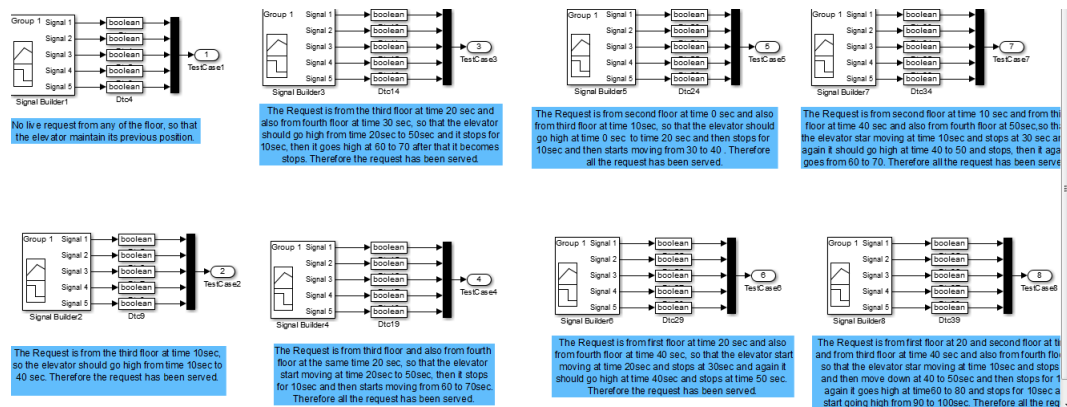 Group 1 Signal 1 boolean
Signal 2 boolean
Signal 3 boolean
Signal 4 boolean
Signal 5 boolean
1
TestCase1
Signal Builder1
Dtc4
No live request from any of the floor, so that
the elevator maintain its previous position.
Group 1 Signal 1 boolean
Signal 2 boolean
Signal 3 boolean
Signal 4 boolean
Signal 5 boolean
3
TestCase3
Signal Builder3
Dtc14
The Request is from the third floor at time 20 sec and
also from fourth floor at time 30 sec, so that the elevator
should go high from time 20sec to 50sec and it stops for
10sec, then it goes high at 60 to 70 after that it becomes
stops. Therefore the request has been served.
Group 1 Signal 1 boolean
Signal 2 boolean
Signal 3 boolean
Signal 4 boolean
Signal 5 boolean
5
TestCase5
Signal Builder5
Dtc24
The Request is from second floor at time 0 sec and also
from third floor at time 10sec, so that the elevator should
go high at time 0 sec to time 20 sec and then stops for
10sec and then starts moving from 30 to 40 . Therefore
all the request has been served.
Group 1 Signal 1 boolean
Signal 2 boolean
Signal 3 boolean
Signal 4 boolean
Signal 5 boolean
7
TestCase7
Signal Builder7
Dtc34
The Request is from second floor at time 10 sec and from
floor at time 40 sec and also from fourth floor at 50sec,so
the elevator star moving at time 10sec and stops at 30 sec
again it should go high at time 40 to 50 and stops, then it
goes from 60 to 70. Therefore all the request has been
Group 1 Signal 1 boolean
Signal 2 boolean
Signal 3 boolean
Signal 4 boolean
Signal 5 boolean
2
TestCase2
Signal Builder2
Dtc9
The Request is from the third floor at time 10sec,
so the elevator should go high from time 10sec to
40 sec. Therefore the request has been served.
Group 1 Signal 1 boolean
Signal 2 boolean
Signal 3 boolean
Signal 4 boolean
Signal 5 boolean
4
TestCase4
Signal Builder4
Dtc19
The Request is from third floor and also from fourth
floor at the same time 20 sec, so that the elevator
start moving at time 20sec to 50sec, then it stops
for 10sec and then starts moving from 60 to 70sec.
Therefore all the request has been served.
Group 1 Signal 1 boolean
Signal 2 boolean
Signal 3 boolean
Signal 4 boolean
Signal 5 boolean
6
TestCase6
Signal Builder6
Dtc29
The Request is from first floor at time 20 sec and also
from fourth floor at time 40 sec, so that the elevator start
moving at time 20sec and stops at 30sec and again it
should go high at time 40sec and stops at time 50 sec.
Therefore the request has been served.
Group 1 Signal 1 boolean
Signal 2 boolean
Signal 3 boolean
Signal 4 boolean
Signal 5 boolean
8
TestCase8
Signal Builder8
Dtc39
The Request is from first floor at 20 and second floor at
and from third floor at time 40 sec and also from fourth
so that the elevator star moving at time 10sec and stops
and then move down at 40 to 50sec and then stops for
again it goes high at time60 to 80 and stops for 10sec
start going high from 90 to 100sec. Therefore all the